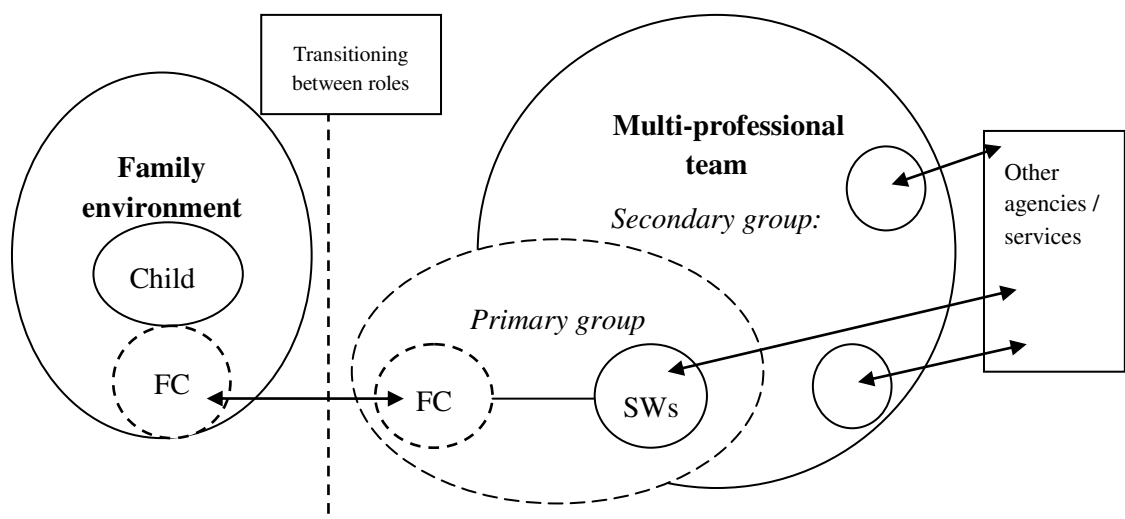 Transitioning
between roles
Family
environment
Child
FC
Multi-professional
team
Secondary group:
Primary group
FC
SWs
Other
agencies /
services